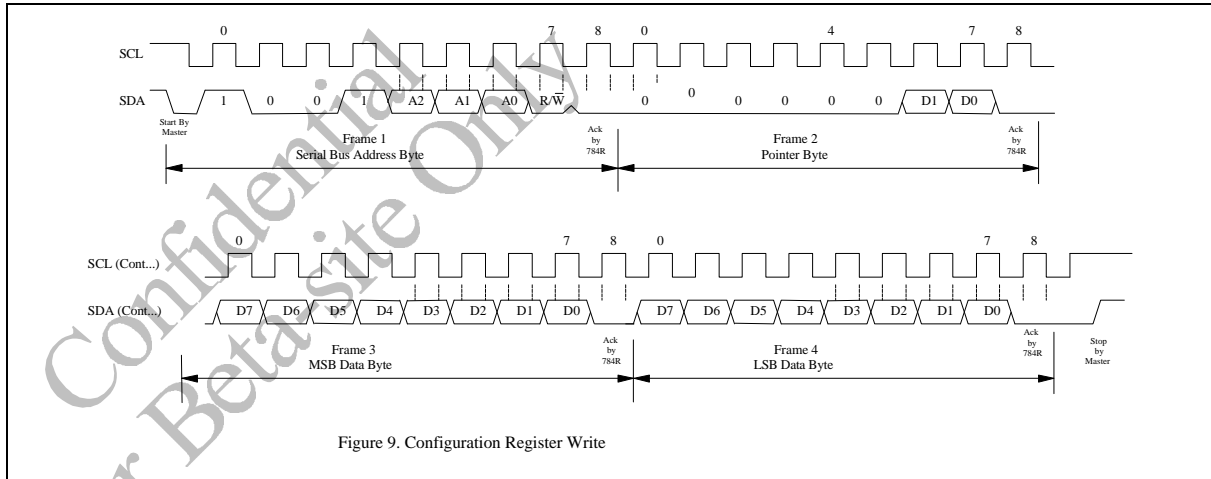 0 7 8 0 4 7 8
SCL
SDA 1 0 0 1 A2 A1 A0 R/W̅ 0 0 0 0 0 0 D1 D0
Start By
Master
Frame 1
Serial Bus Address Byte
Ack
by
784R
Frame 2
Pointer Byte
Ack
by
784R
0 7 8 0 7 8
SCL (Cont...)
SDA (Cont...) D7 D6 D5 D4 D3 D2 D1 D0 D7 D6 D5 D4 D3 D2 D1 D0
Frame 3
MSB Data Byte
Ack
by
784R
Frame 4
LSB Data Byte
Ack
by
784R
Stop
by
Master
Figure 9. Configuration Register Write
Confidential
r Beta-site Only